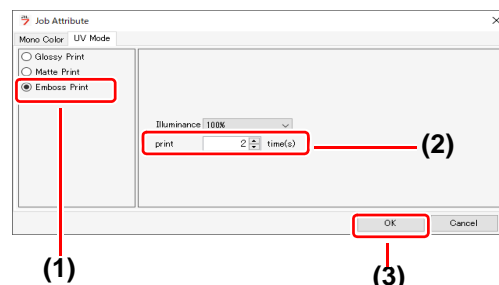 Job Attribute
Mono Color UV Mode
Glossy Print
Matte Print
Emboss Print
Illuminance 100%
print 2 time(s)
(2)
OK Cancel
(1)
(3)